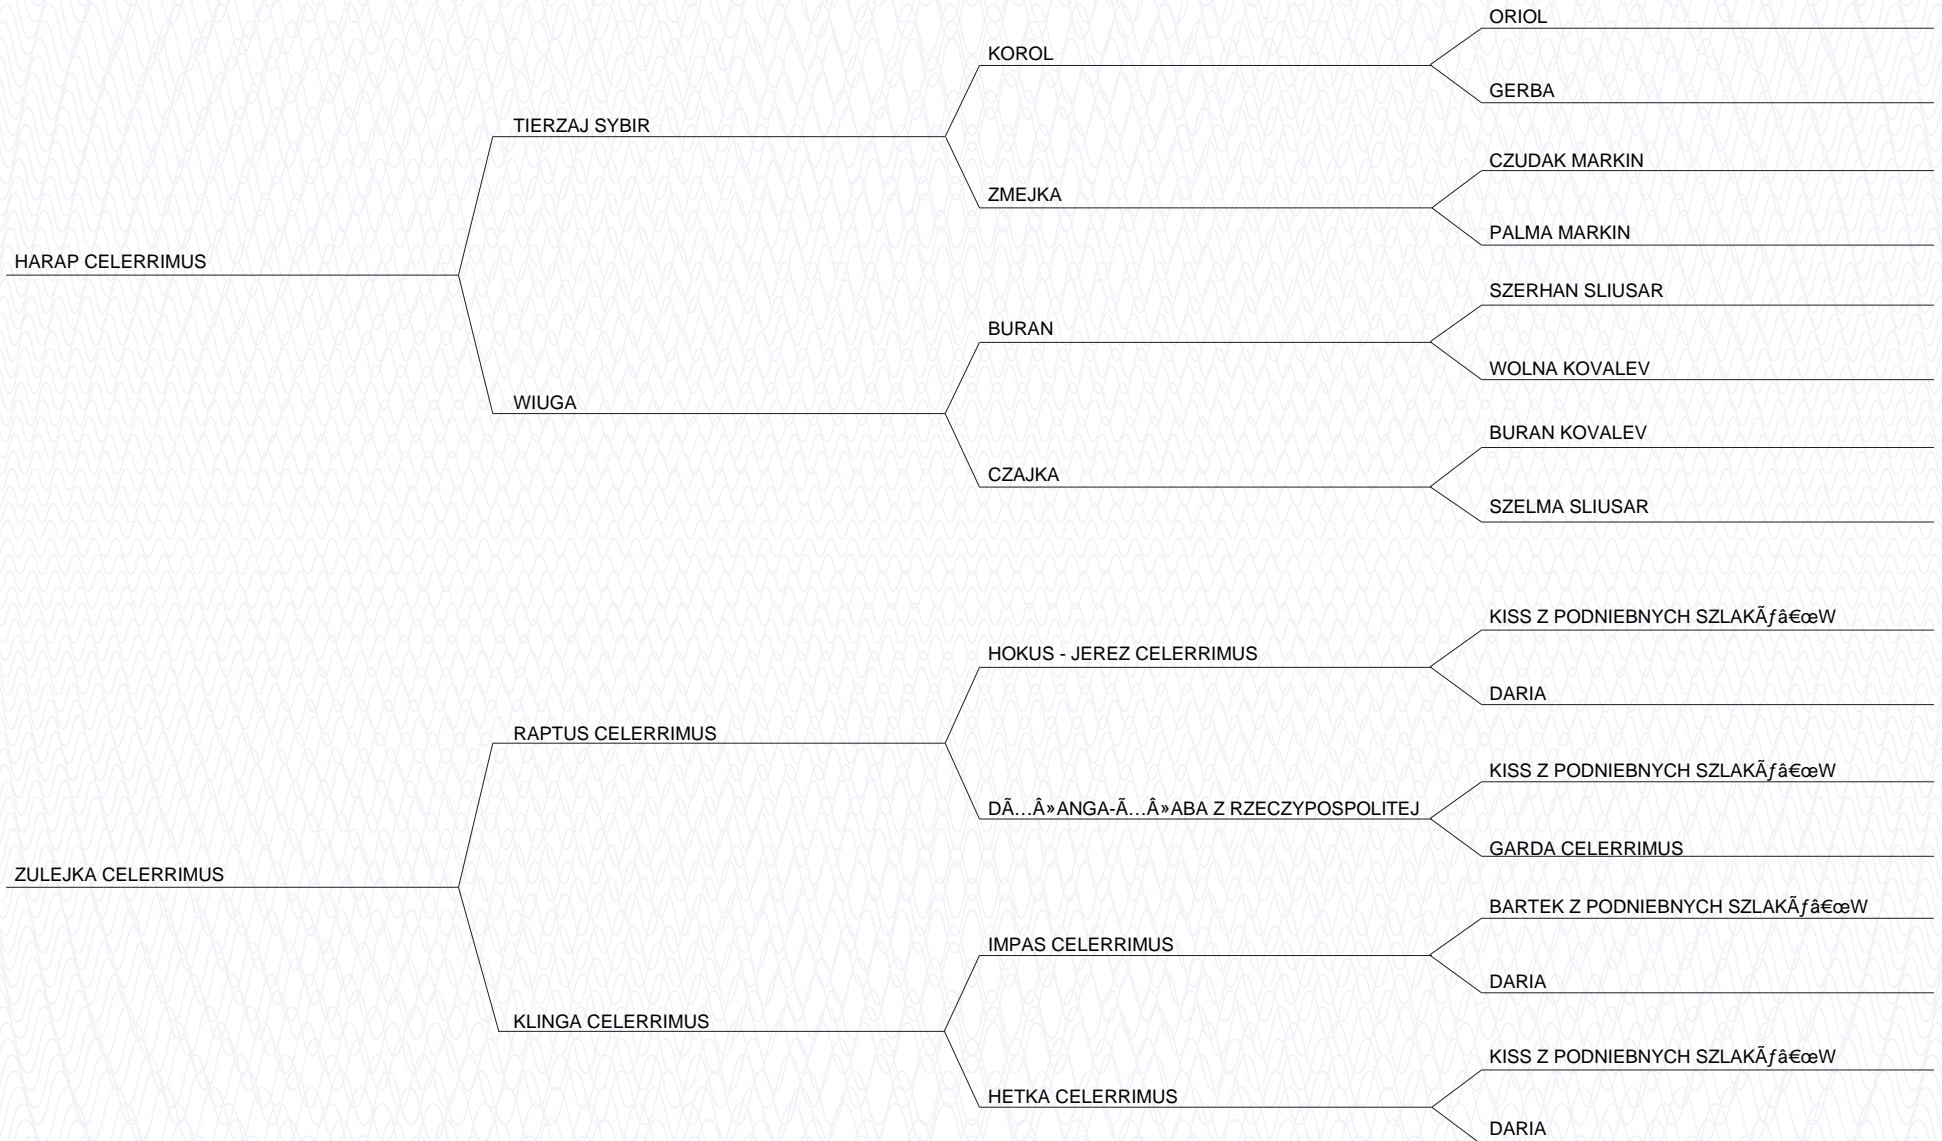 ORIOL
KOROL
GERBA
TIERZAJ SYBIR
CZUDAK MARKIN
ZMEJKA
PALMA MARKIN
HARAP CELERRIMUS
SZERHAN SLIUSAR
BURAN
WOLNA KOVALEV
WIUGA
BURAN KOVALEV
CZAJKA
SZELMA SLIUSAR
KISS Z PODNIEBNYCH SZLAKÃƒâ€œW
HOKUS - JEREZ CELERRIMUS
DARIA
RAPTUS CELERRIMUS
KISS Z PODNIEBNYCH SZLAKÃƒâ€œW
DÃ…Â»ANGA-Ã…Â»ABA Z RZECZYPOSPOLITEJ
GARDA CELERRIMUS
ZULEJKA CELERRIMUS
BARTEK Z PODNIEBNYCH SZLAKÃƒâ€œW
IMPAS CELERRIMUS
DARIA
KLINGA CELERRIMUS
KISS Z PODNIEBNYCH SZLAKÃƒâ€œW
HETKA CELERRIMUS
DARIA